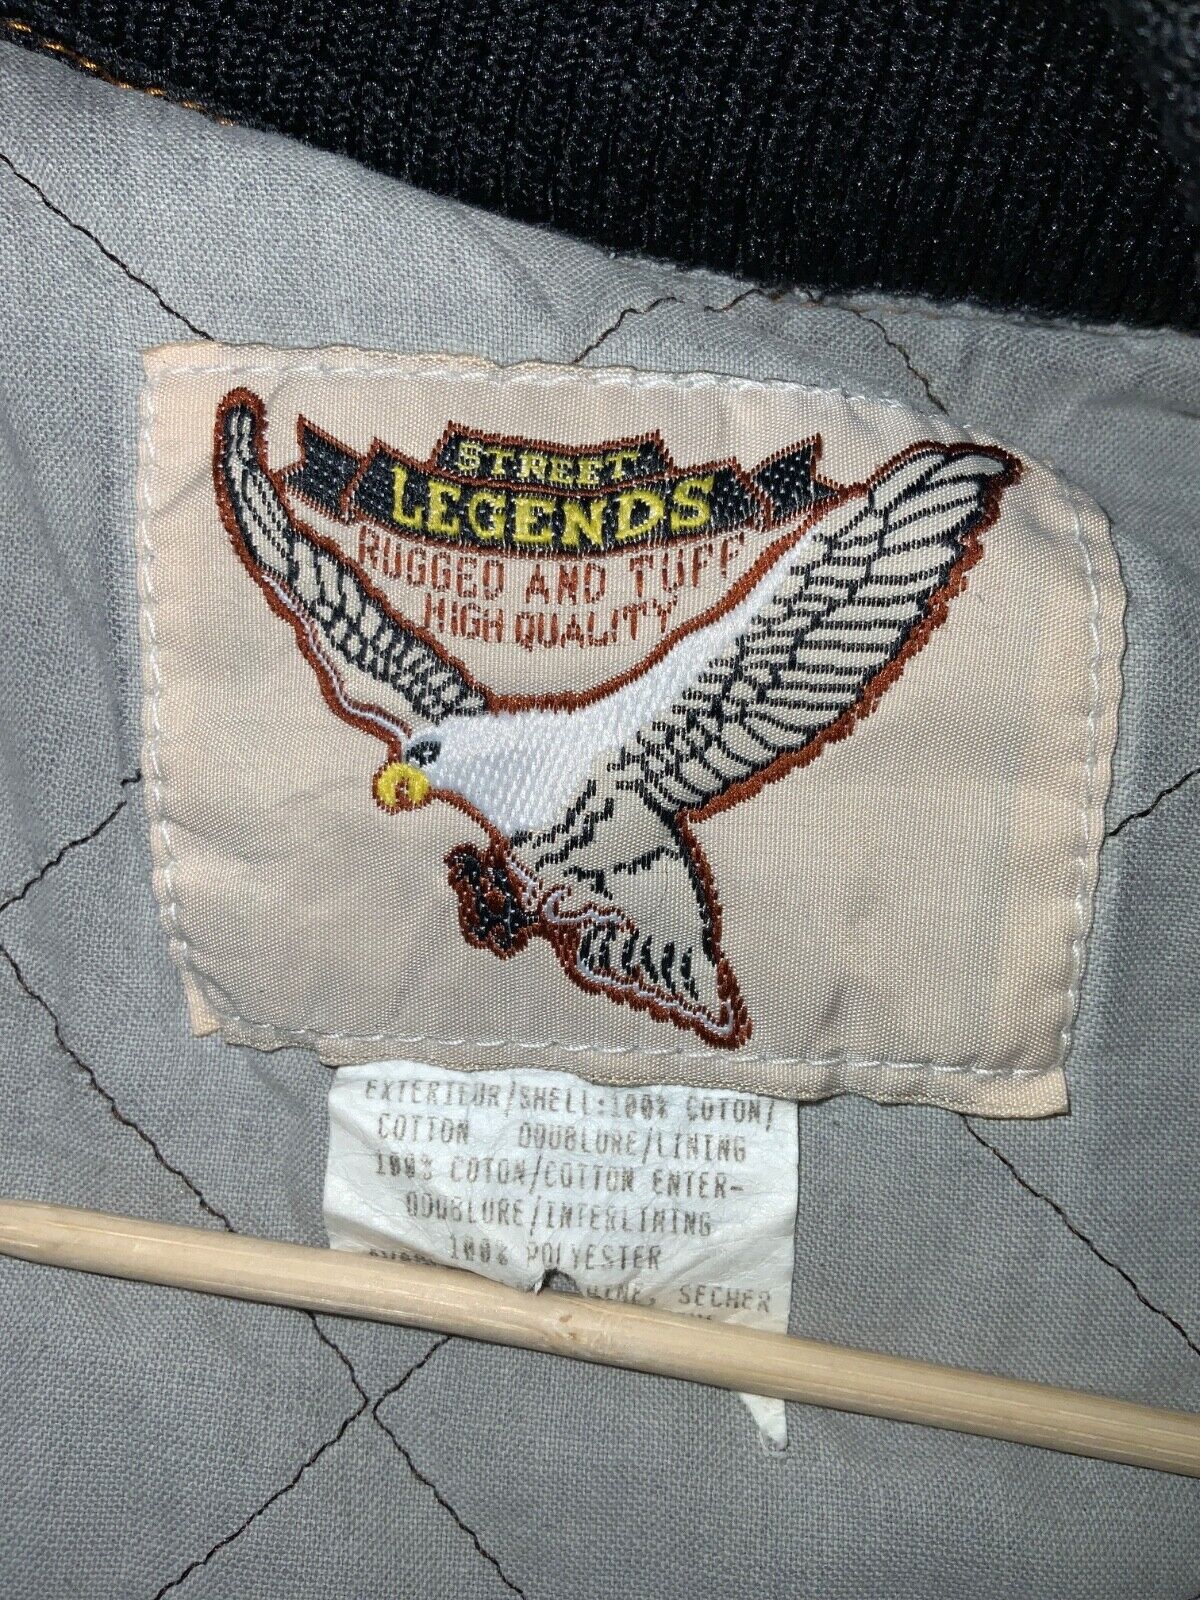 STREET
LEGENDS
RUGGED AND TUFF
HIGH QUALITY
EXTERIEUR/SHELL:100% COTON/
COTTON DOUBLURE/LINING
100% COTON/COTTON ENTER-
DOUBLURE/INTERLINING
100% POLYESTER
SECHER